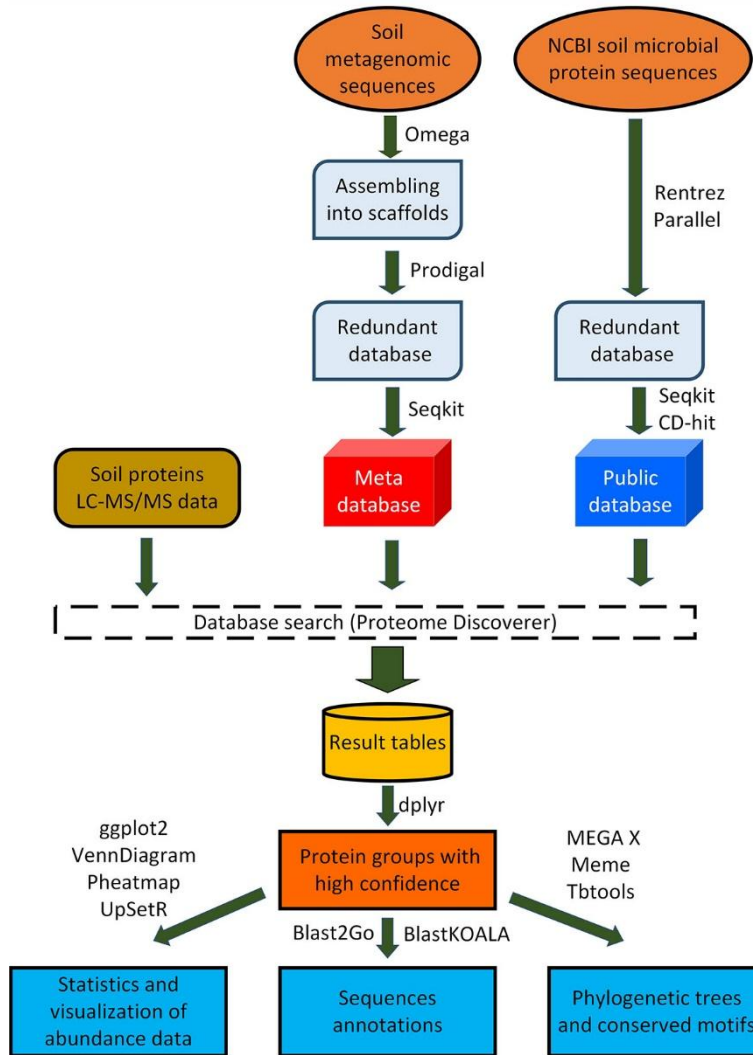 Soil
metagenomic
sequences
NCBI soil microbial
protein sequences
Omega
Assembling
into scaffolds
Rentrez
Parallel
Prodigal
Redundant
database
Redundant
database
Seqkit
Seqkit
CD-hit
Soil proteins
LC-MS/MS data
Meta
database
Public
database
Database search (Proteome Discoverer)
Result tables
dplyr
ggplot2
VennDiagram
Pheatmap
UpSetR
Protein groups with
high confidence
MEGA X
Meme
Tbtools
Blast2Go
BlastKOALA
Statistics and
visualization of
abundance data
Sequences
annotations
Phylogenetic trees
and conserved motifs